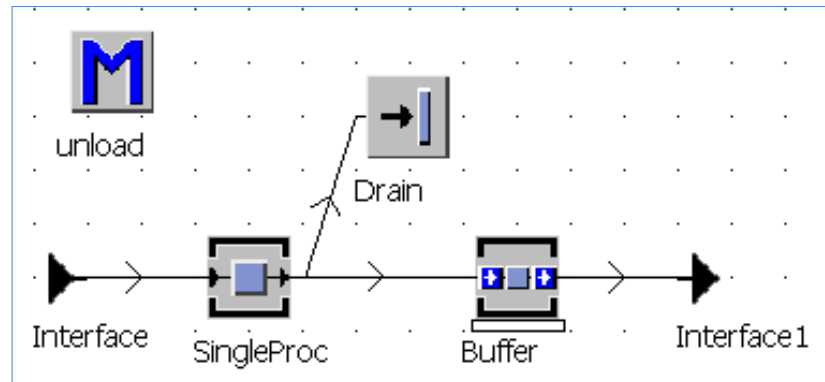 M
unload
Drain
Interface
SingleProc
Buffer
Interface1